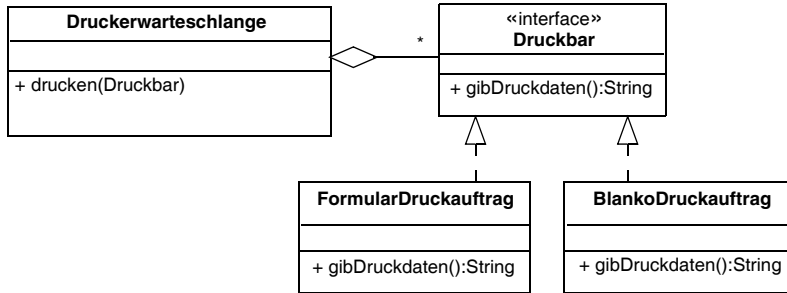 Druckerwarteschlange
+ drucken(Druckbar)
*
«interface»
Druckbar
+ gibDruckdaten():String
FormularDruckauftrag
+ gibDruckdaten():String
BlankoDruckauftrag
+ gibDruckdaten():String